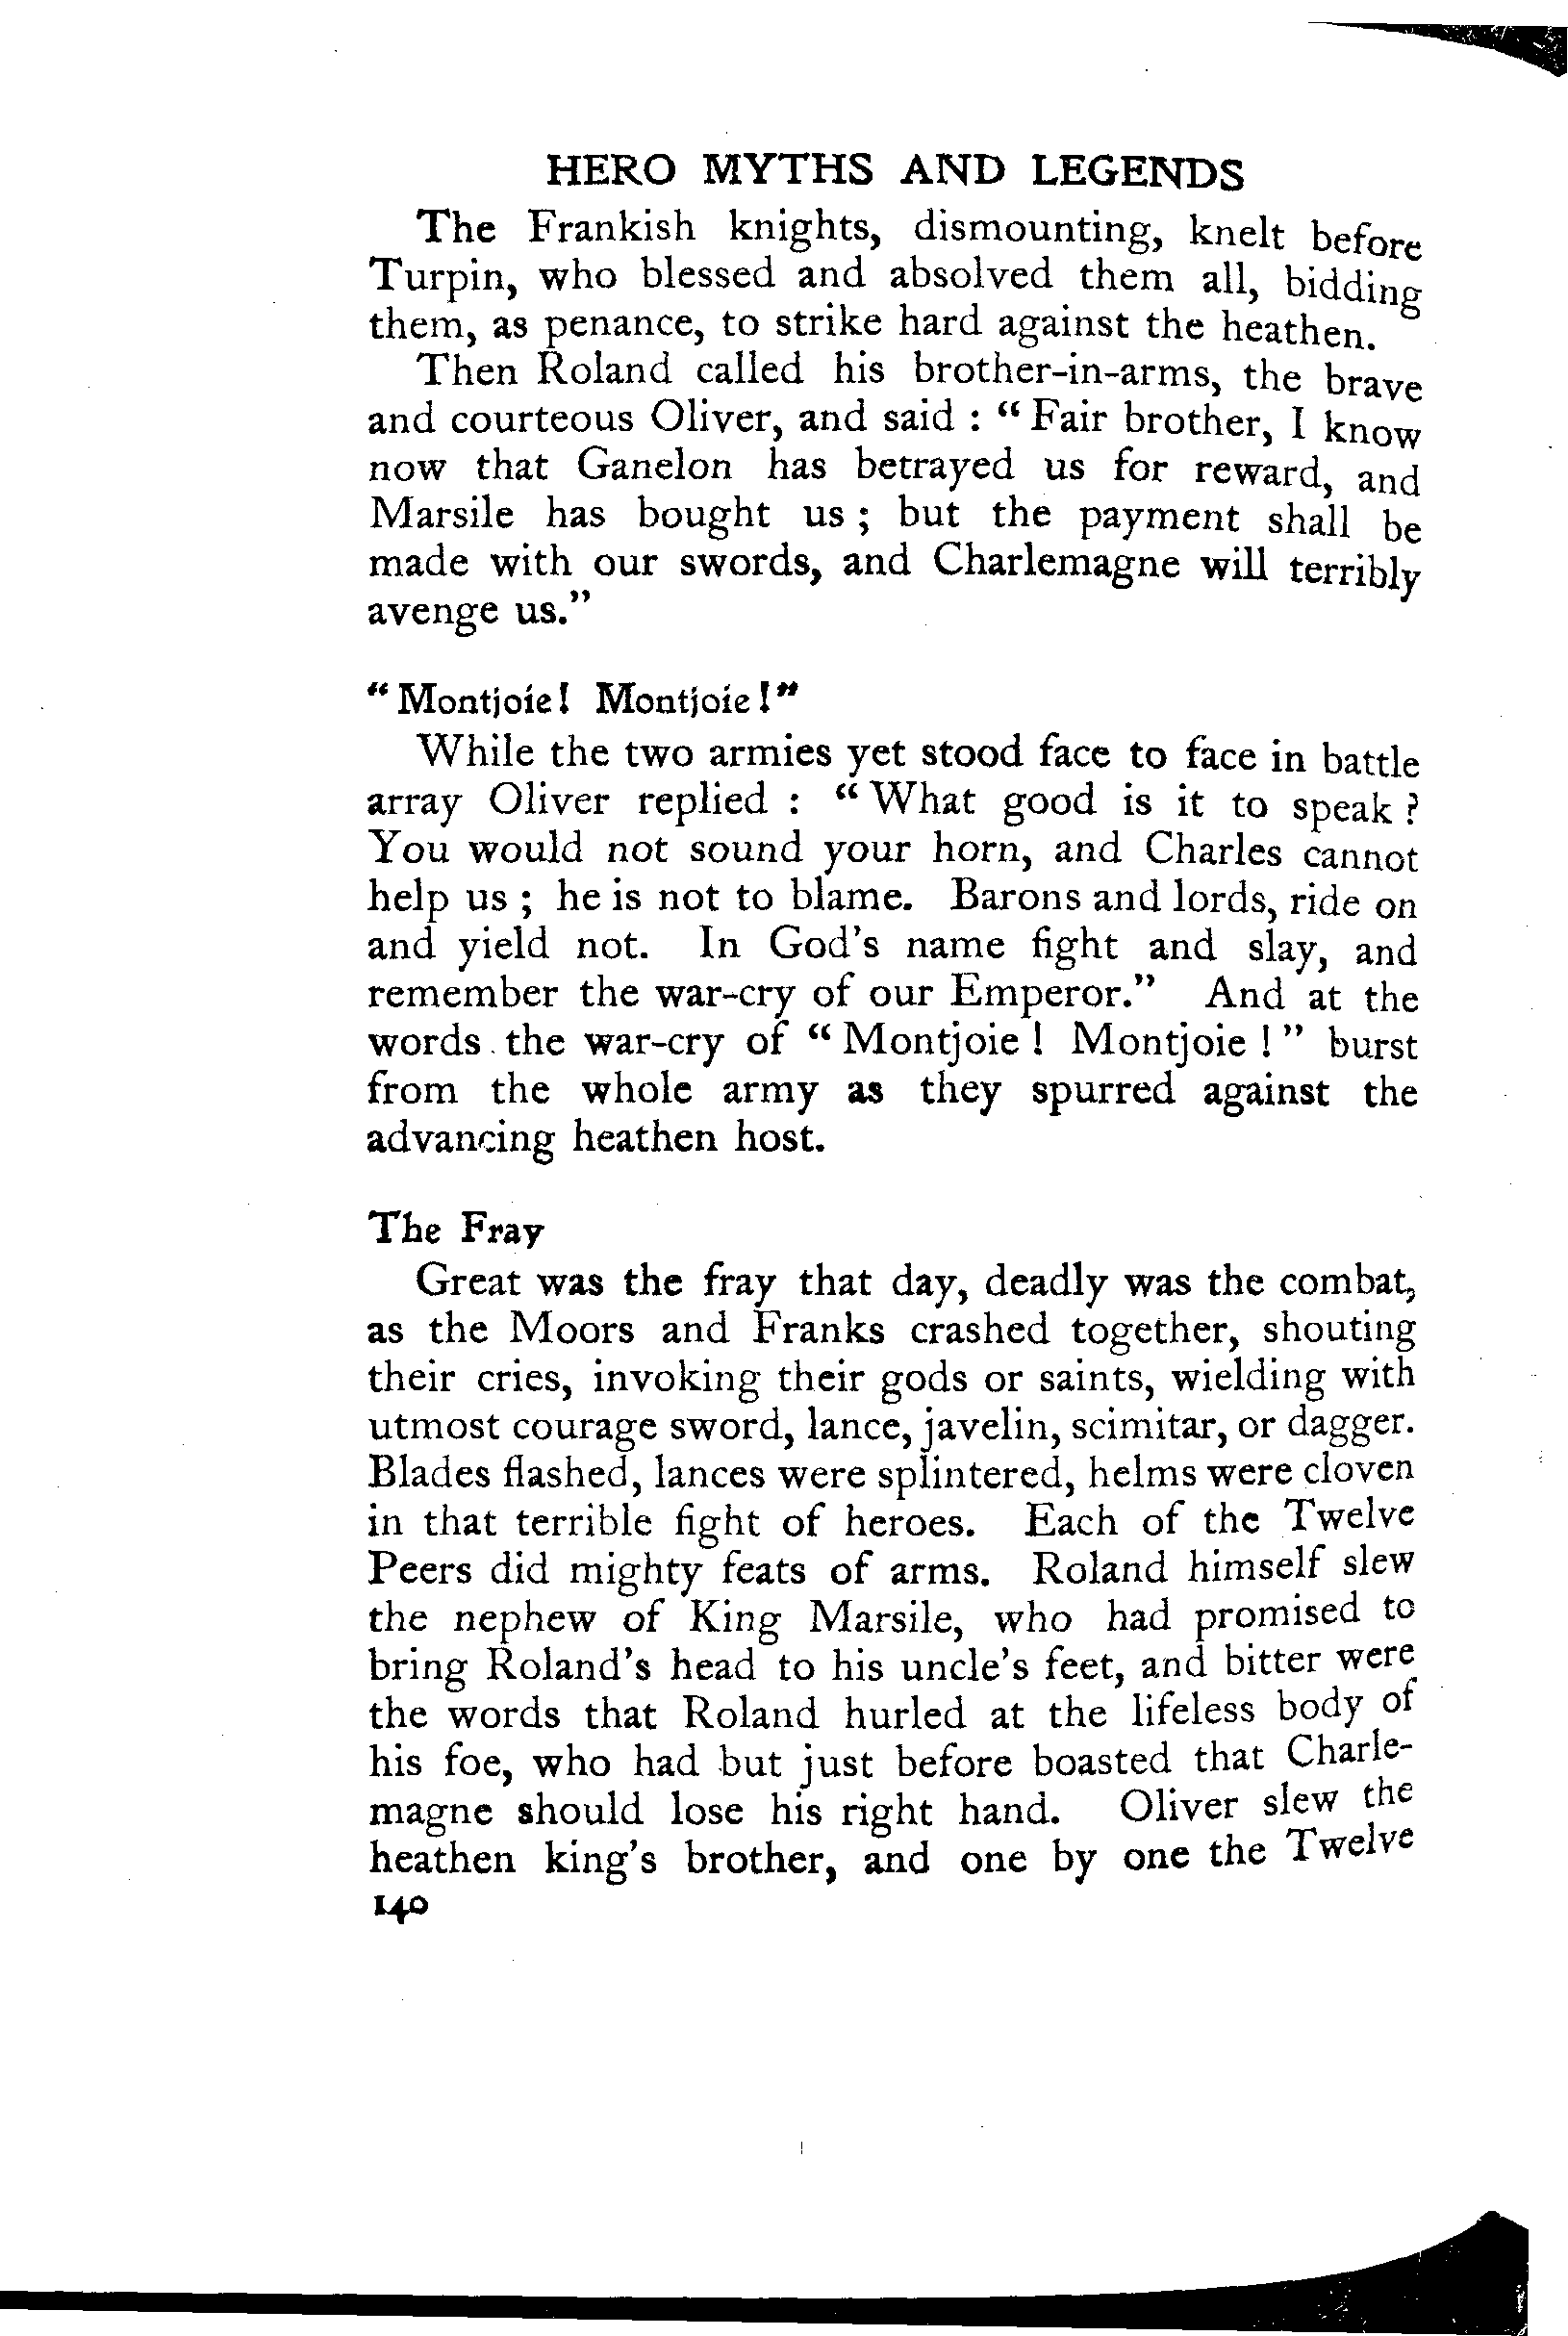 HERO MYTHS AND LEGENDS
The Frankish knights, dismounting, knelt before
Turpin, who blessed and absolved them all, bidding
them, as penance, to strike hard against the heathen.
Then Roland called his brother-in-arms, the brave
and courteous Oliver, and said : “ Fair brother, I know
now that Ganelon has betrayed us for reward, and
Marsile has bought us ; but the payment shall be
made with our swords, and Charlemagne will terribly
avenge us.”
“ Montjoie ! Montjoie ! ”
While the two armies yet stood face to face in battle
array Oliver replied : “ What good is it to speak ?
You would not sound your horn, and Charles cannot
help us ; he is not to blame. Barons and lords, ride on
and yield not. In God's name fight and slay, and
remember the war-cry of our Emperor.” And at the
words the war-cry of “ Montjoie ! Montjoie ! ” burst
from the whole army as they spurred against the
advancing heathen host.
The Fray
Great was the fray that day, deadly was the combat,
as the Moors and Franks crashed together, shouting
their cries, invoking their gods or saints, wielding with
utmost courage sword, lance, javelin, scimitar, or dagger.
Blades flashed, lances were splintered, helms were cloven
in that terrible fight of heroes. Each of the Twelve
Peers did mighty feats of arms. Roland himself slew
the nephew of King Marsile, who had promised to
bring Roland's head to his uncle's feet, and bitter were
the words that Roland hurled at the lifeless body of
his foe, who had but just before boasted that Charle-
magne should lose his right hand. Oliver slew the
heathen king's brother, and one by one the Twelve
140